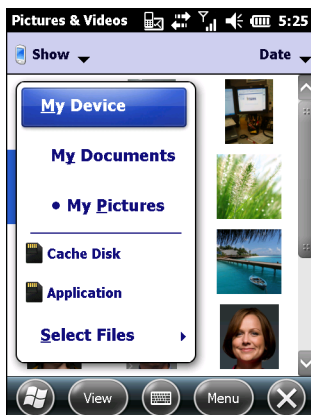 Pictures & Videos 5:25
Show Date
My Device
My Documents
• My Pictures
Cache Disk
Application
Select Files
View Menu